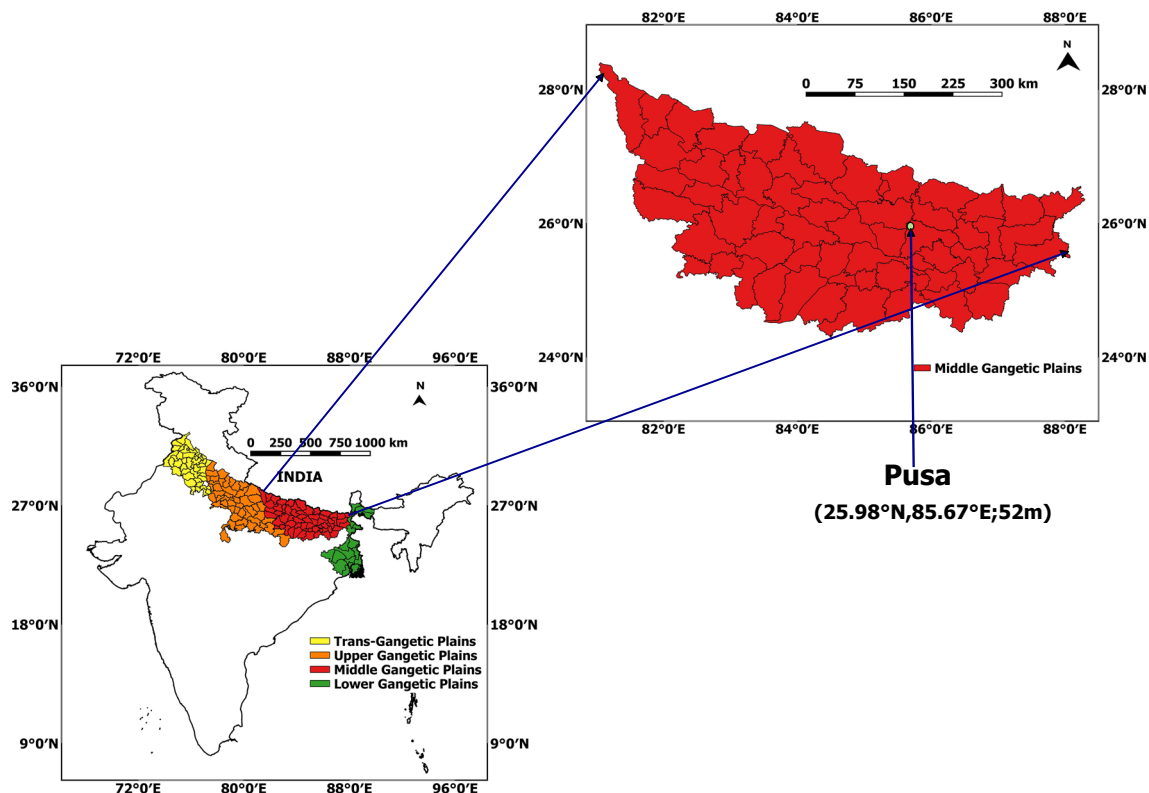 82°0'E 84°0'E 86°0'E 88°0'E
N
0 75 150 225 300 km
28°0'N 28°0'N
26°0'N 26°0'N
24°0'N 24°0'N
Middle Gangetic Plains
82°0'E 84°0'E 86°0'E 88°0'E
Pusa
(25.98°N,85.67°E;52m)
72°0'E 80°0'E 88°0'E 96°0'E
36°0'N 36°0'N
N
0 250 500 750 1000 km
INDIA
27°0'N 27°0'N
18°0'N 18°0'N
Trans-Gangetic Plains
Upper Gangetic Plains
Middle Gangetic Plains
Lower Gangetic Plains
9°0'N 9°0'N
72°0'E 80°0'E 88°0'E 96°0'E